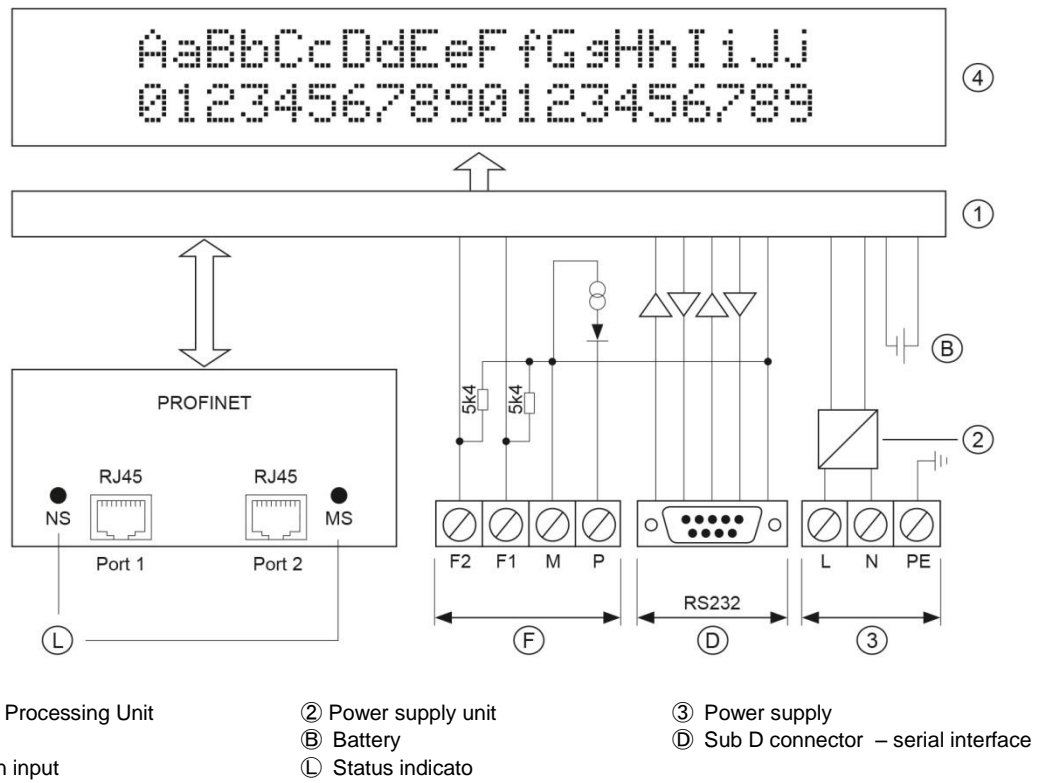 AaBbCcDdEeFfGgHhIiJj
01234567890123456789
4
1
B
PROFINET
5k4 5k4
2
RJ45 RJ45
NS MS
Port 1 Port 2
F2 F1 M P
L N PE
RS232
L F D 3
Processing Unit ② Power supply unit ③ Power supply
Ⓑ Battery Ⓓ Sub D connector – serial interface
input Ⓛ Status indicato